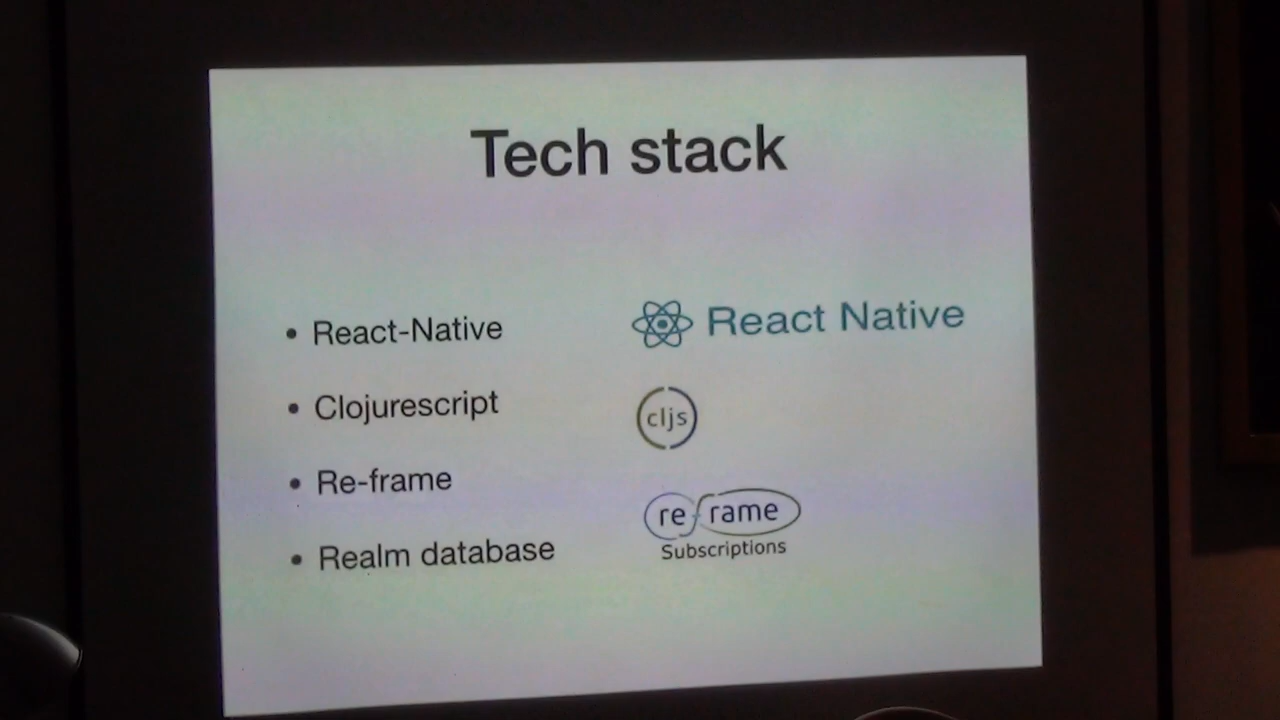 Tech stack
• React-Native
• Clojurescript
• Re-frame
• Realm database
React Native
cljs
re-frame
Subscriptions